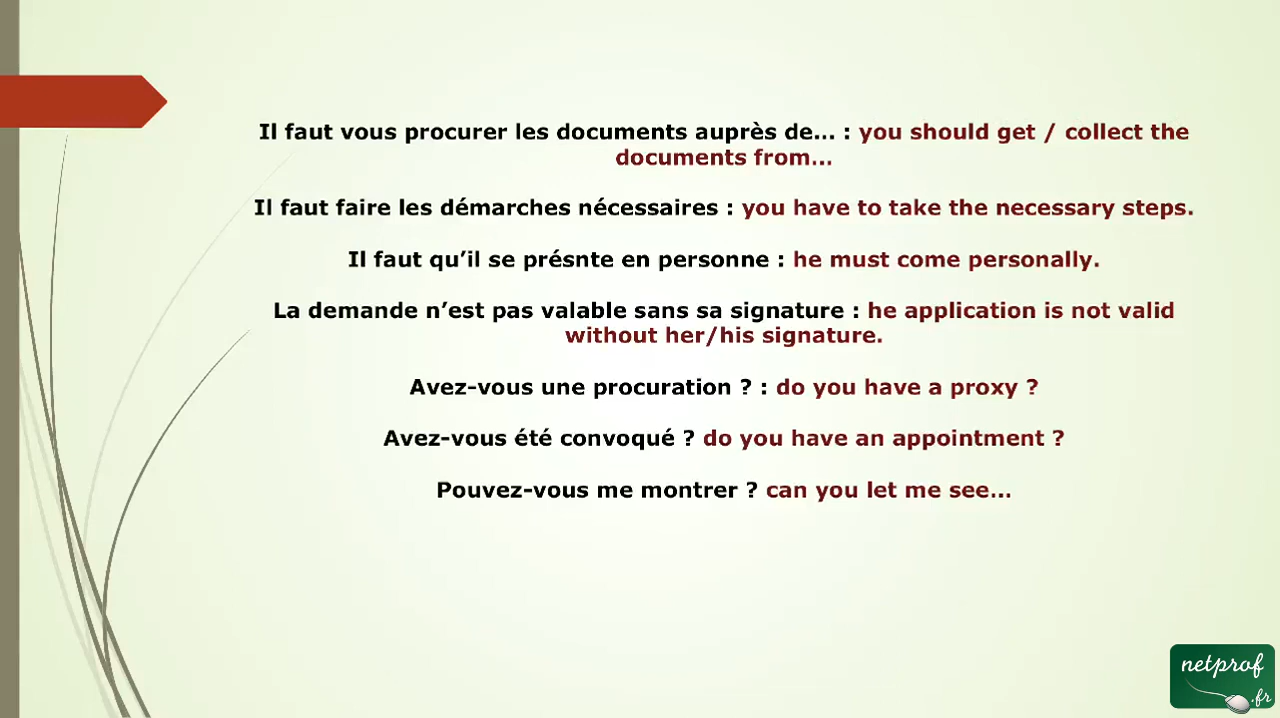 Il faut vous procurer les documents auprès de... : you should get / collect the
documents from...
Il faut faire les démarches nécessaires : you have to take the necessary steps.
Il faut qu’il se présnte en personne : he must come personally.
La demande n’est pas valable sans sa signature : he application is not valid
without her/his signature.
Avez-vous une procuration ? : do you have a proxy ?
Avez-vous été convoqué ? do you have an appointment ?
Pouvez-vous me montrer ? can you let me see...
netprof
.fr